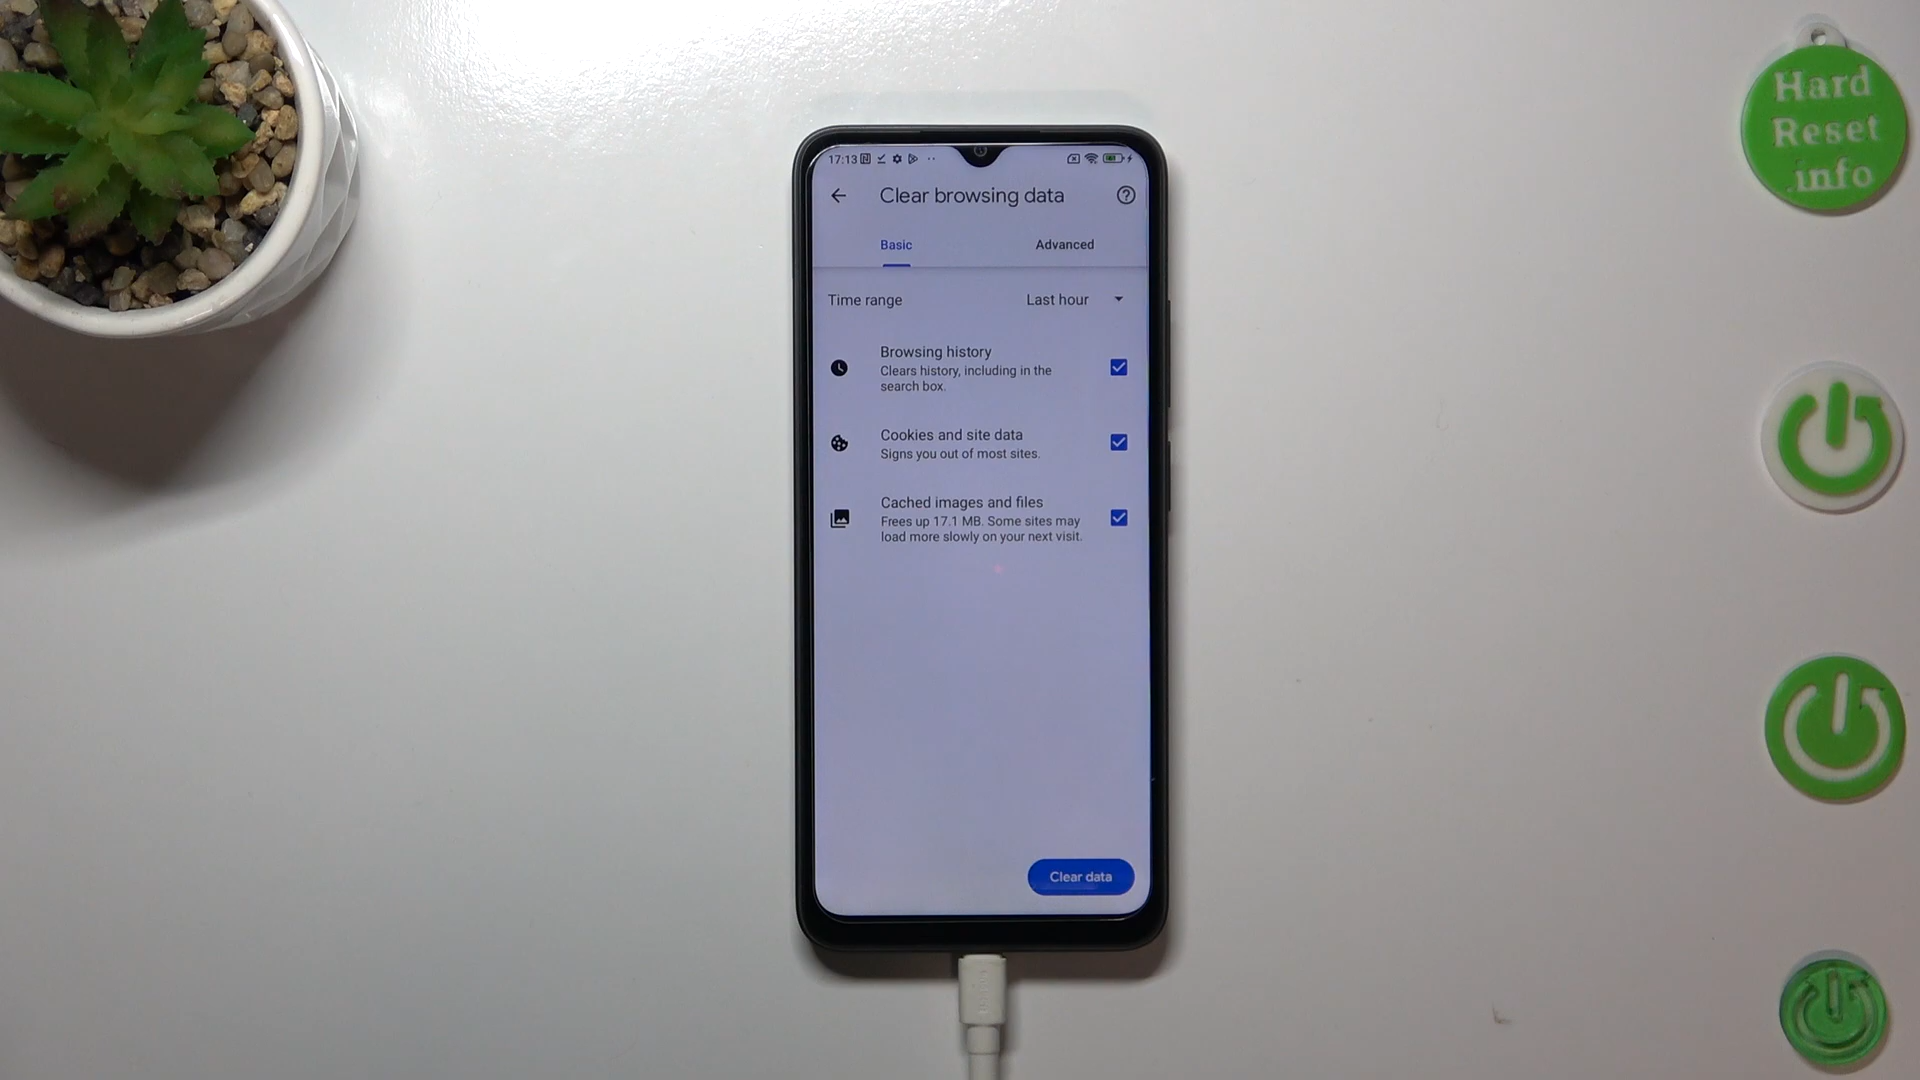 17:13
Clear browsing data
Basic
Advanced
Time range
Last hour
Browsing history
Clears history, including in the
search box.
Cookies and site data
Signs you out of most sites.
Cached images and files
Frees up 17.1 MB. Some sites may
load more slowly on your next visit.
Clear data
Hard
Reset
.info